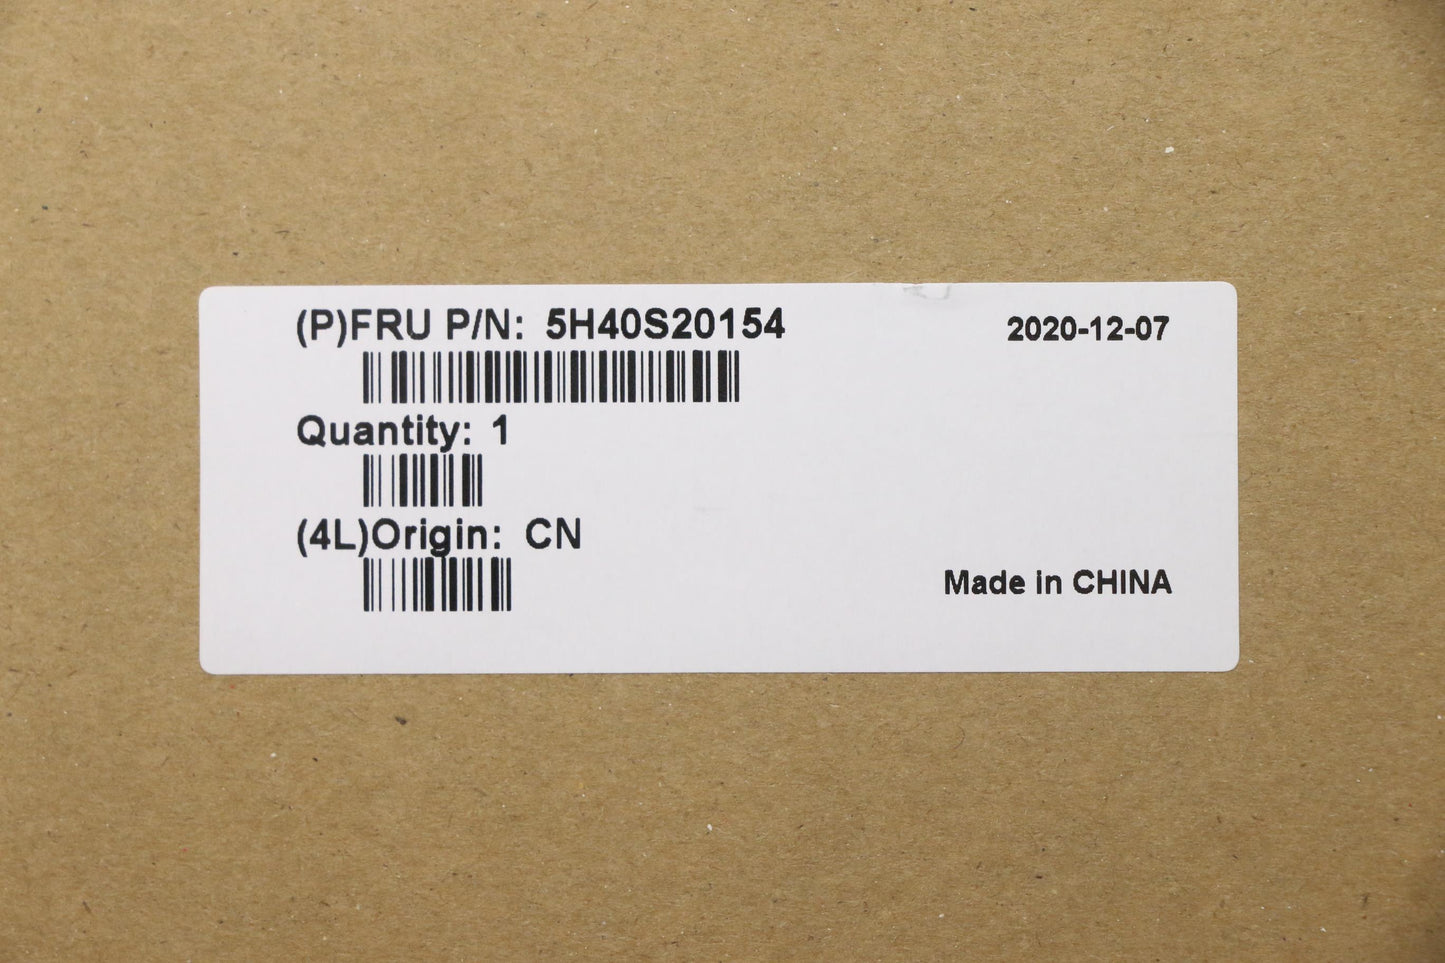 (P)FRU P/N: 5H40S20154
2020-12-07
Quantity: 1
(4L)Origin: CN
Made in CHINA